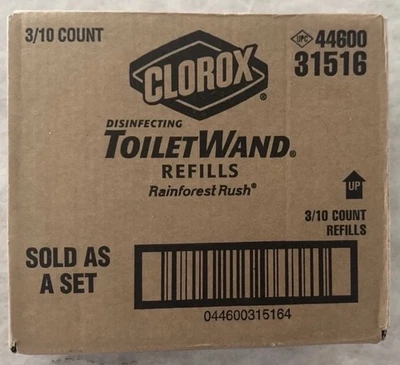 3/10 COUNT
UPC 44600
31516
CLOROX®
DISINFECTING
TOILETWAND®
REFILLS
Rainforest Rush®
UP
3/10 COUNT
REFILLS
SOLD AS
A SET
044600315164